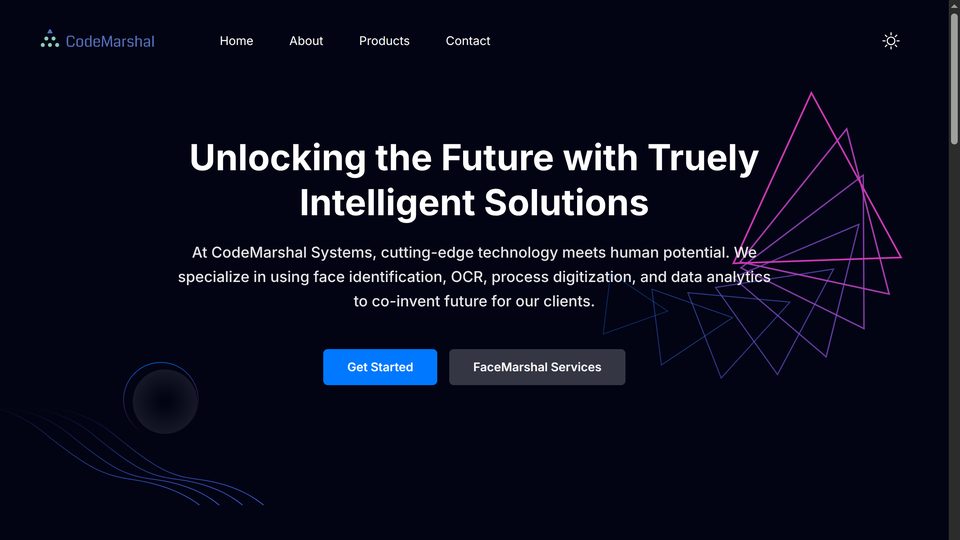 CodeMarshal
Home
About
Products
Contact
Unlocking the Future with Truely
Intelligent Solutions
At CodeMarshal Systems, cutting-edge technology meets human potential. We
specialize in using face identification, OCR, process digitization, and data analytics
to co-invent future for our clients.
Get Started
FaceMarshal Services